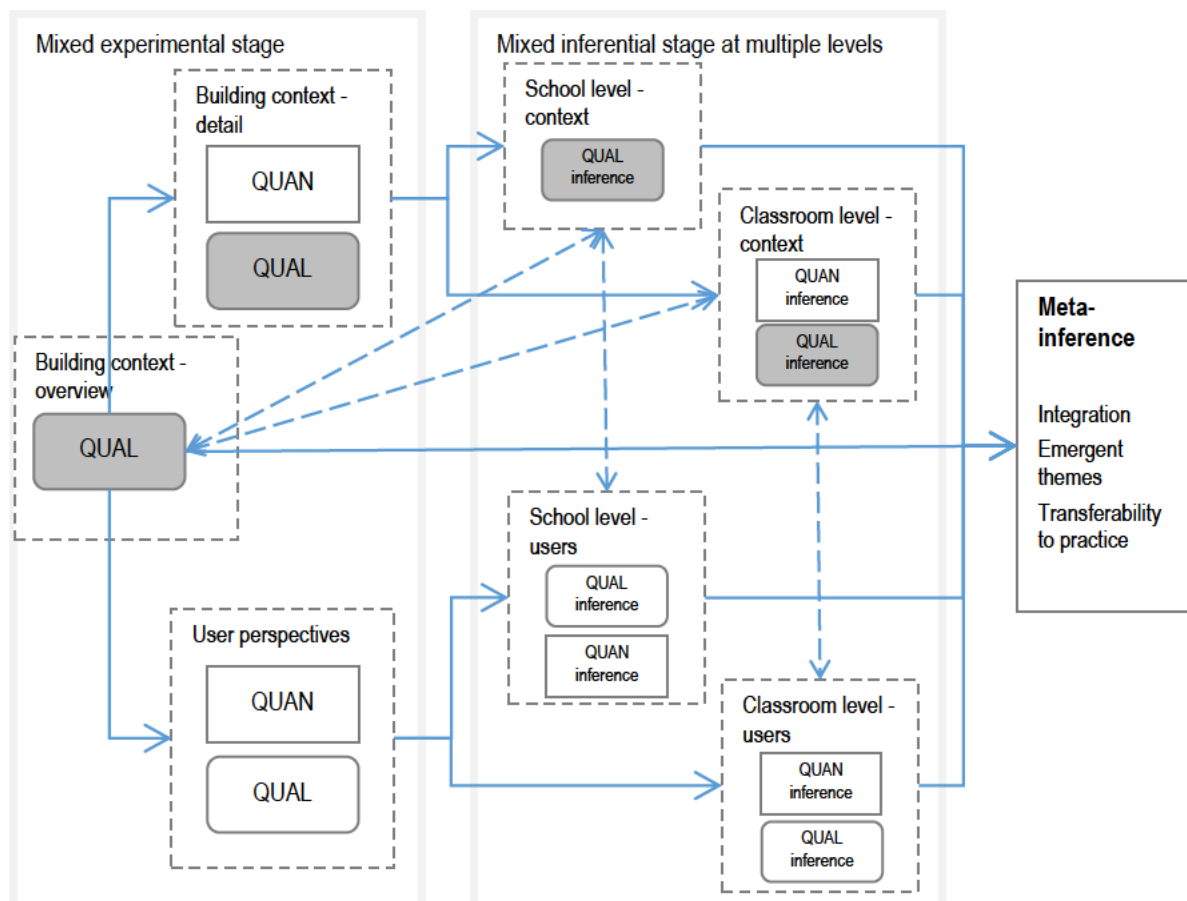 Mixed experimental stage
Building context -
detail
QUAN
QUAL
Building context -
overview
QUAL
User perspectives
QUAN
QUAL
Mixed inferential stage at multiple levels
School level -
context
QUAL
inference
Classroom level -
context
QUAN
inference
QUAL
inference
School level -
users
QUAL
inference
QUAN
inference
Classroom level -
users
QUAN
inference
QUAL
inference
Meta-
inference
Integration
Emergent
themes
Transferability
to practice